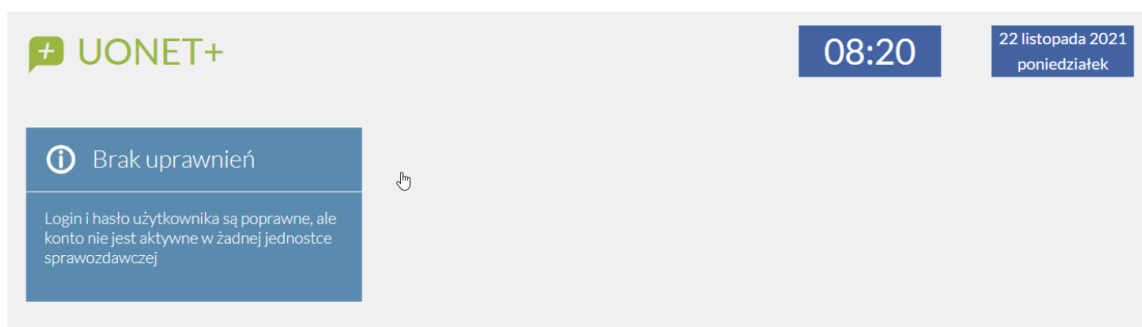 UONET+
08:20
22 listopada 2021
poniedziałek
Brak uprawnień
Login i hasło użytkownika są poprawne, ale
konto nie jest aktywne w żadnej jednostce
sprawozdawczej